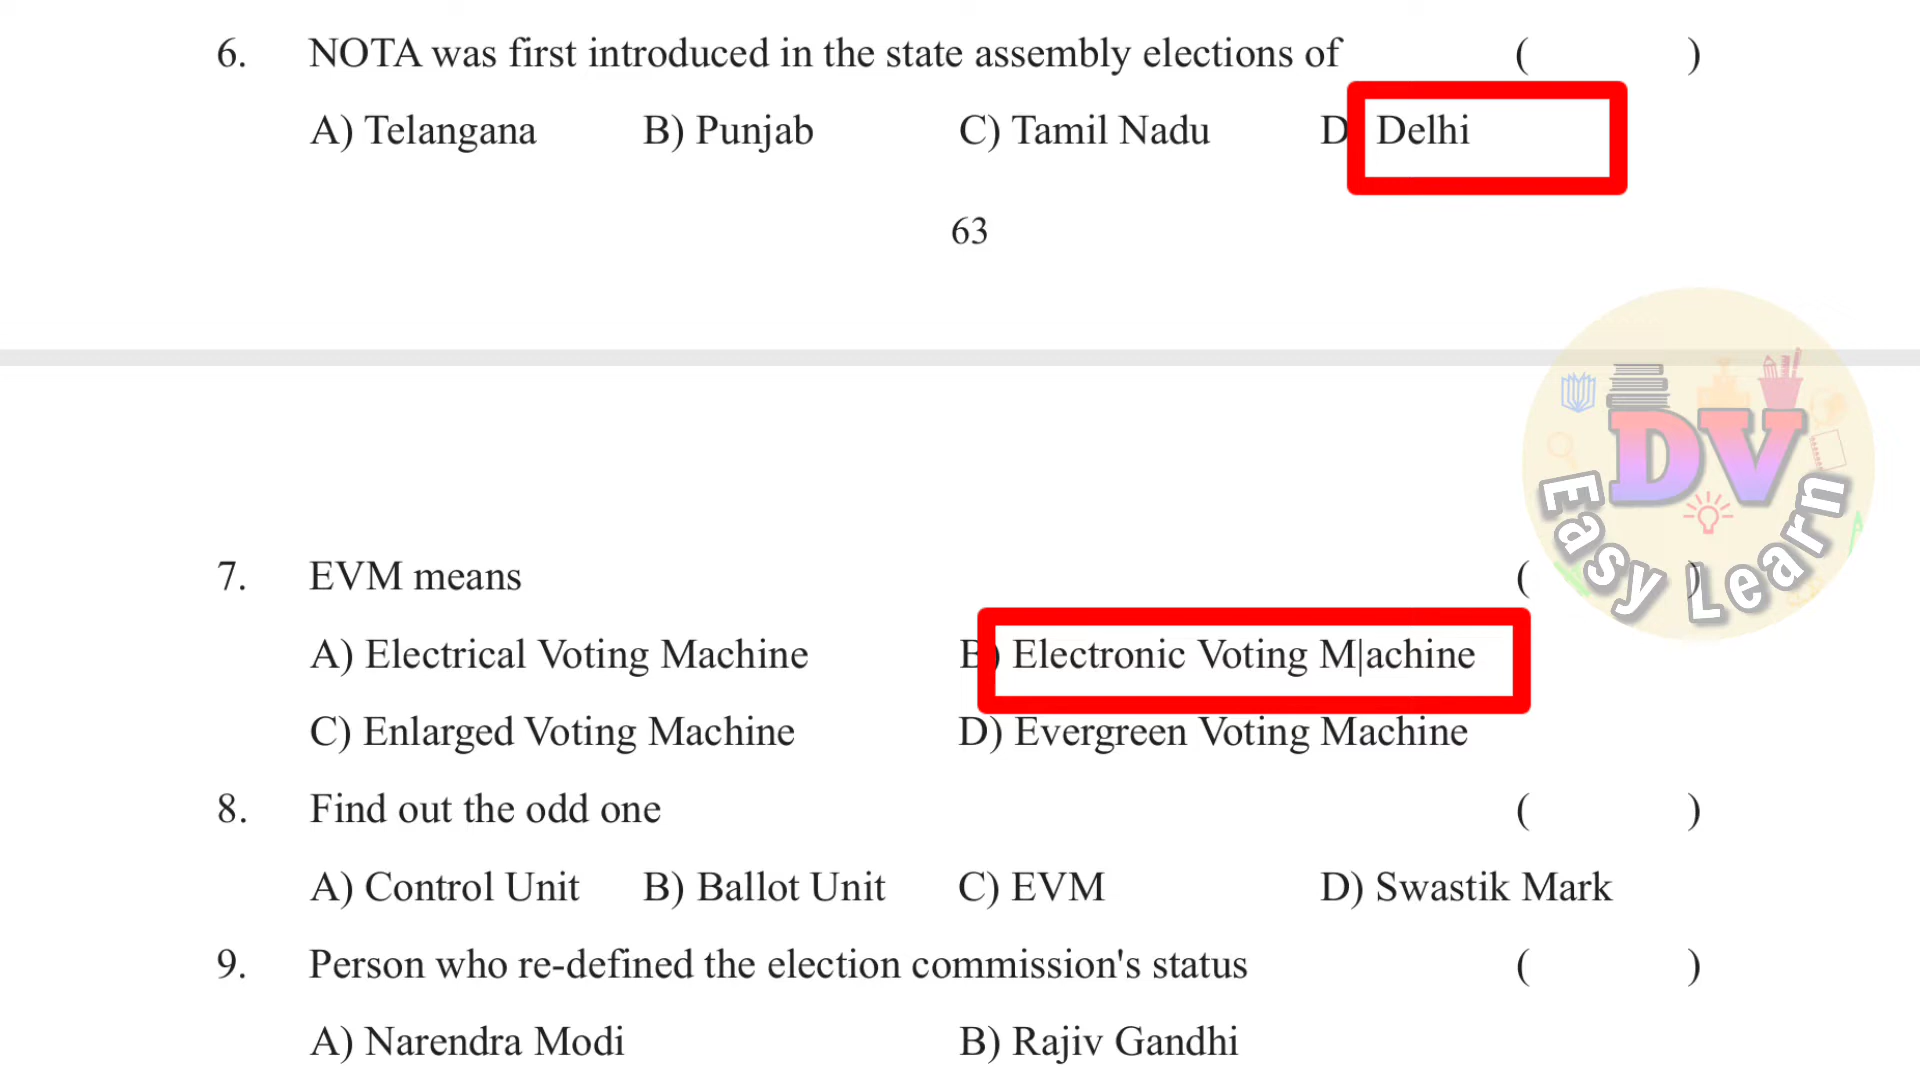 6. NOTA was first introduced in the state assembly elections of ( )
A) Telangana B) Punjab C) Tamil Nadu D Delhi
63
DV
Easy Learn
7. EVM means ( )
A) Electrical Voting Machine B) Electronic Voting M|achine
C) Enlarged Voting Machine D) Evergreen Voting Machine
8. Find out the odd one ( )
A) Control Unit B) Ballot Unit C) EVM D) Swastik Mark
9. Person who re-defined the election commission's status ( )
A) Narendra Modi B) Rajiv Gandhi